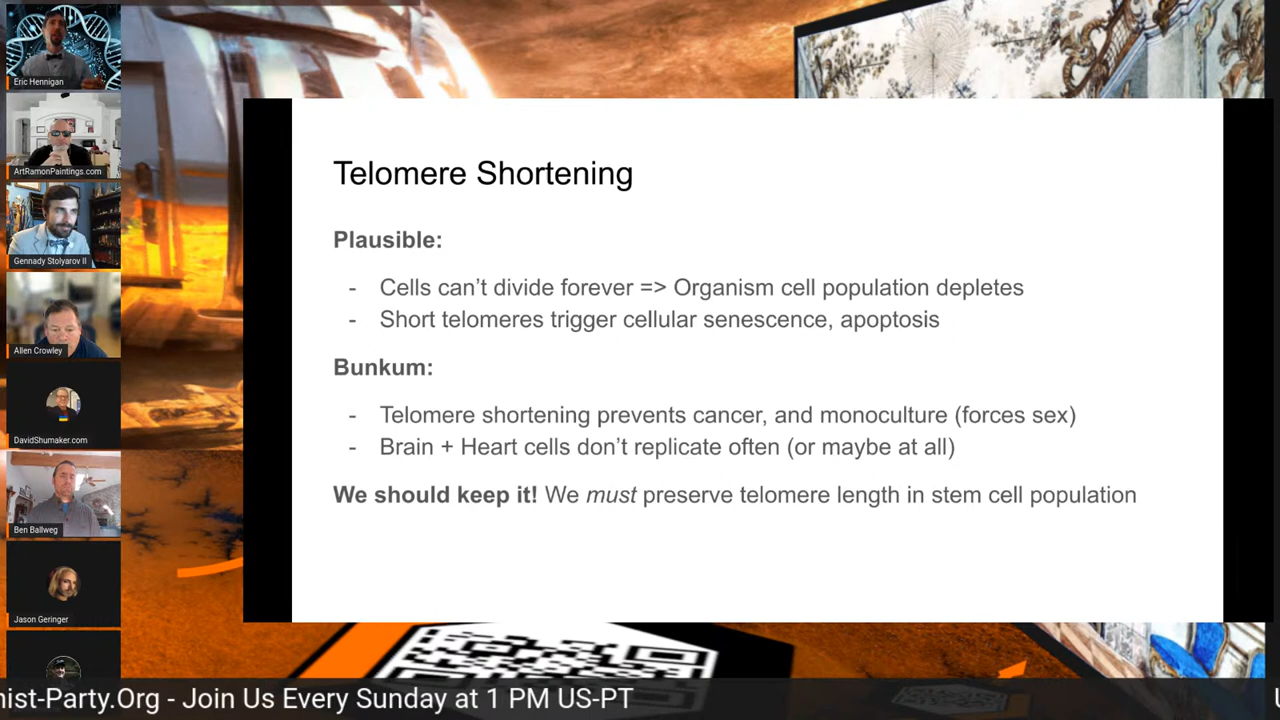 Eric Hennigan
ArtRamonPaintings.com
Gennady Stolyarov II
Allen Crowley
DavidShumaker.com
Ben Ballweg
Jason Geringer
Telomere Shortening
Plausible:
- Cells can't divide forever => Organism cell population depletes
- Short telomeres trigger cellular senescence, apoptosis
Bunkum:
- Telomere shortening prevents cancer, and monoculture (forces sex)
- Brain + Heart cells don't replicate often (or maybe at all)
We should keep it! We must preserve telomere length in stem cell population
nist-Party.Org - Join Us Every Sunday at 1 PM US-PT